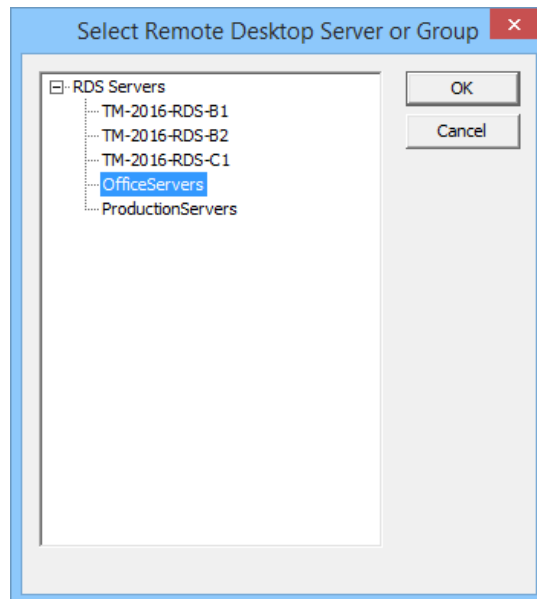 Select Remote Desktop Server or Group
RDS Servers
TM-2016-RDS-B1
TM-2016-RDS-B2
TM-2016-RDS-C1
OfficeServers
ProductionServers
OK
Cancel